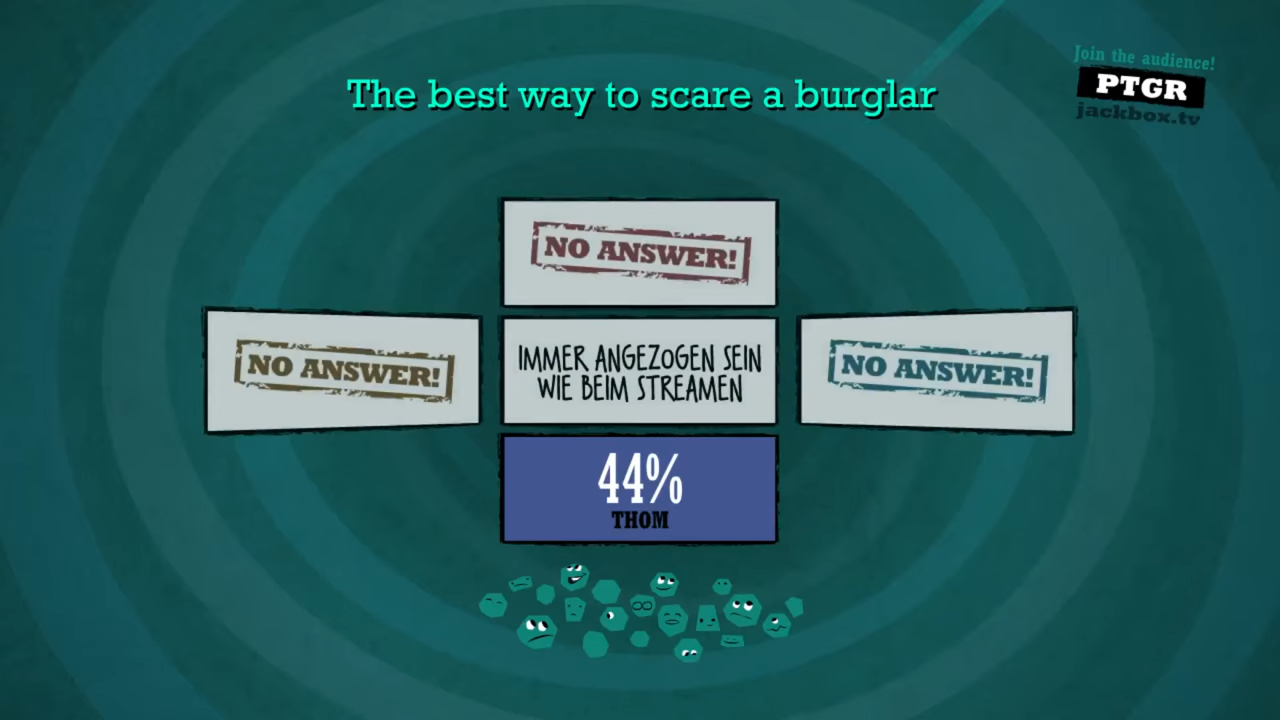 Join the audience!
PTGR
jackbox.tv
The best way to scare a burglar
NO ANSWER!
NO ANSWER!
IMMER ANGEZOGEN SEIN
WIE BEIM STREAMEN
NO ANSWER!
44%
THOM